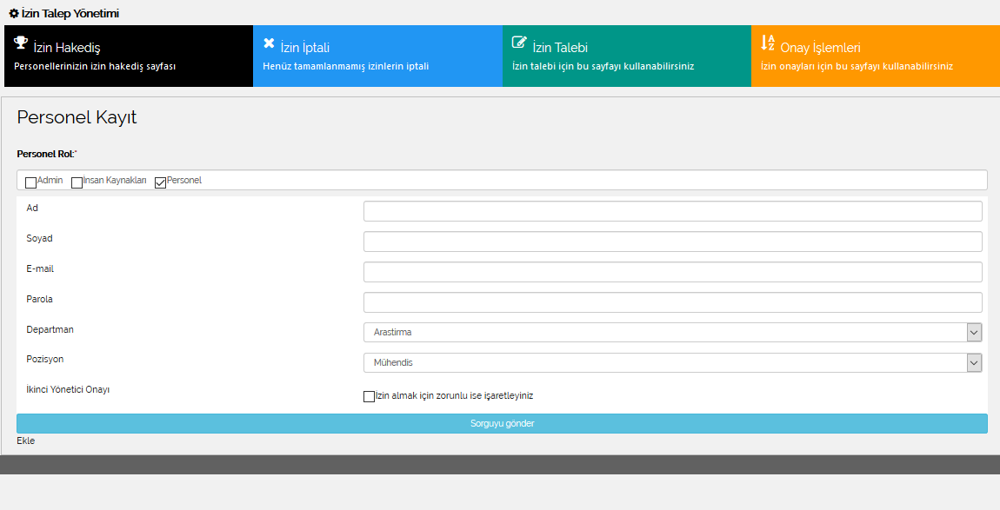 İzin Talep Yönetimi
İzin Hakediş
Personellerinizin izin hakediş sayfası
İzin İptali
Henüz tamamlanmamış izinlerin iptali
İzin Talebi
İzin talebi için bu sayfayı kullanabilirsiniz
Onay İşlemleri
İzin onayları için bu sayfayı kullanabilirsiniz
Personel Kayıt
Personel Rol:*
Admin İnsan Kaynakları Personel
Ad
Soyad
E-mail
Parola
Departman Arastirma
Pozisyon Mühendis
İkinci Yönetici Onayı İzin almak için zorunlu ise işaretleyiniz
Sorguyu gönder
Ekle